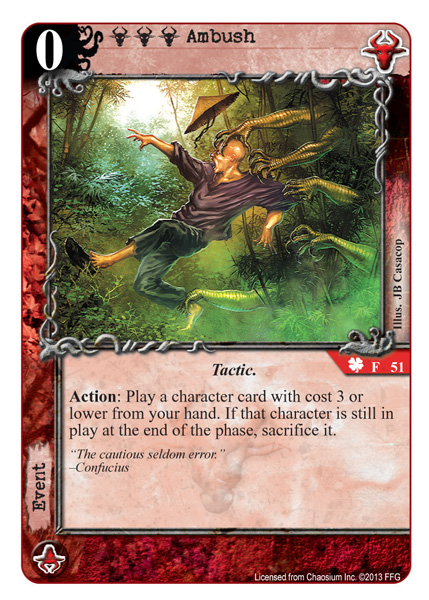 0
Ambush
Illus. JB Casacop
F 51
Tactic.
Action: Play a character card with cost 3 or
lower from your hand. If that character is still in
play at the end of the phase, sacrifice it.
“The cautious seldom error.”
–Confucius
Event
Licensed from Chaosium Inc. ©2013 FFG